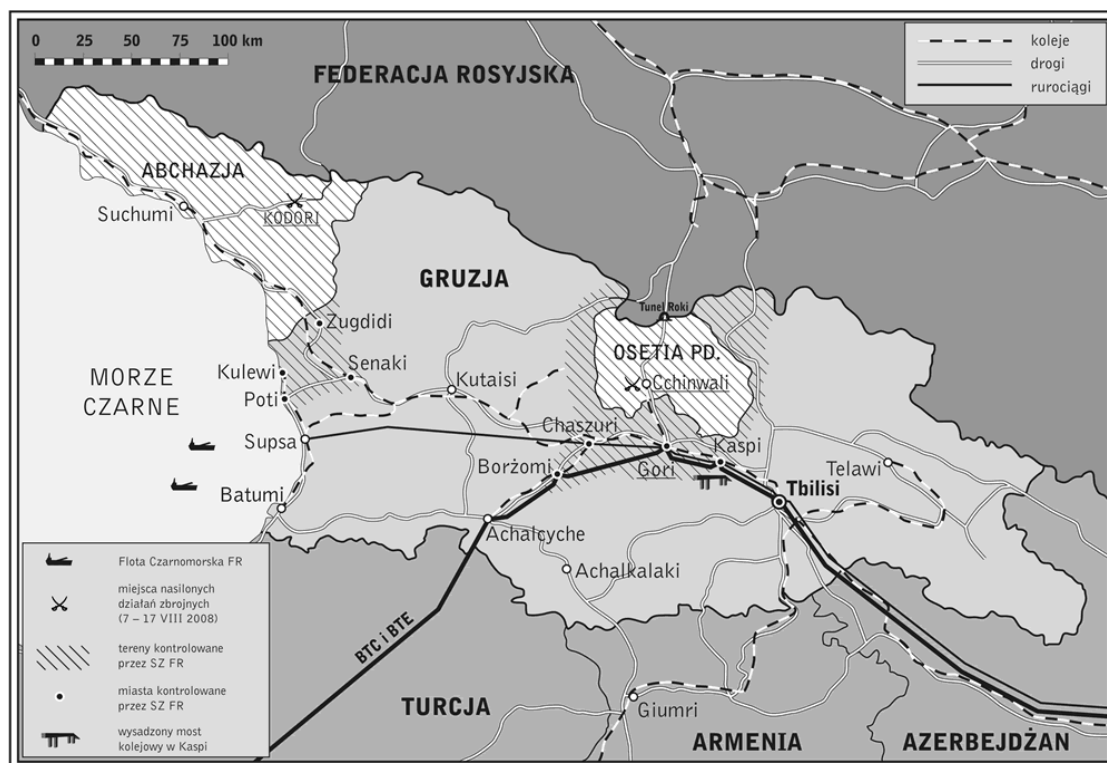 0 25 50 75 100 km
FEDERACJA ROSYJSKA
koleje
drogi
rurociągi
ABCHAZJA
Suchumi
KODORI
GRUZJA
Tunel Roki
Zugdidi
OSETIA PD.
Kulewi
Senaki
Cchinwali
MORZE
CZARNE
Poti
Kutaisi
Chaszuri
Supsa
Kaspi
Borżomi
Gori
Telawi
Tbilisi
Batumi
Achalcyche
Achalkalaki
BTC i BTE
TURCJA
Giumri
ARMENIA
AZERBEJDŻAN
Flota Czarnomorska FR
miejsca nasilonych
działań zbrojnych
(7 – 17 VIII 2008)
tereny kontrolowane
przez SZ FR
miasta kontrolowane
przez SZ FR
wysadzony most
kolejowy w Kaspi